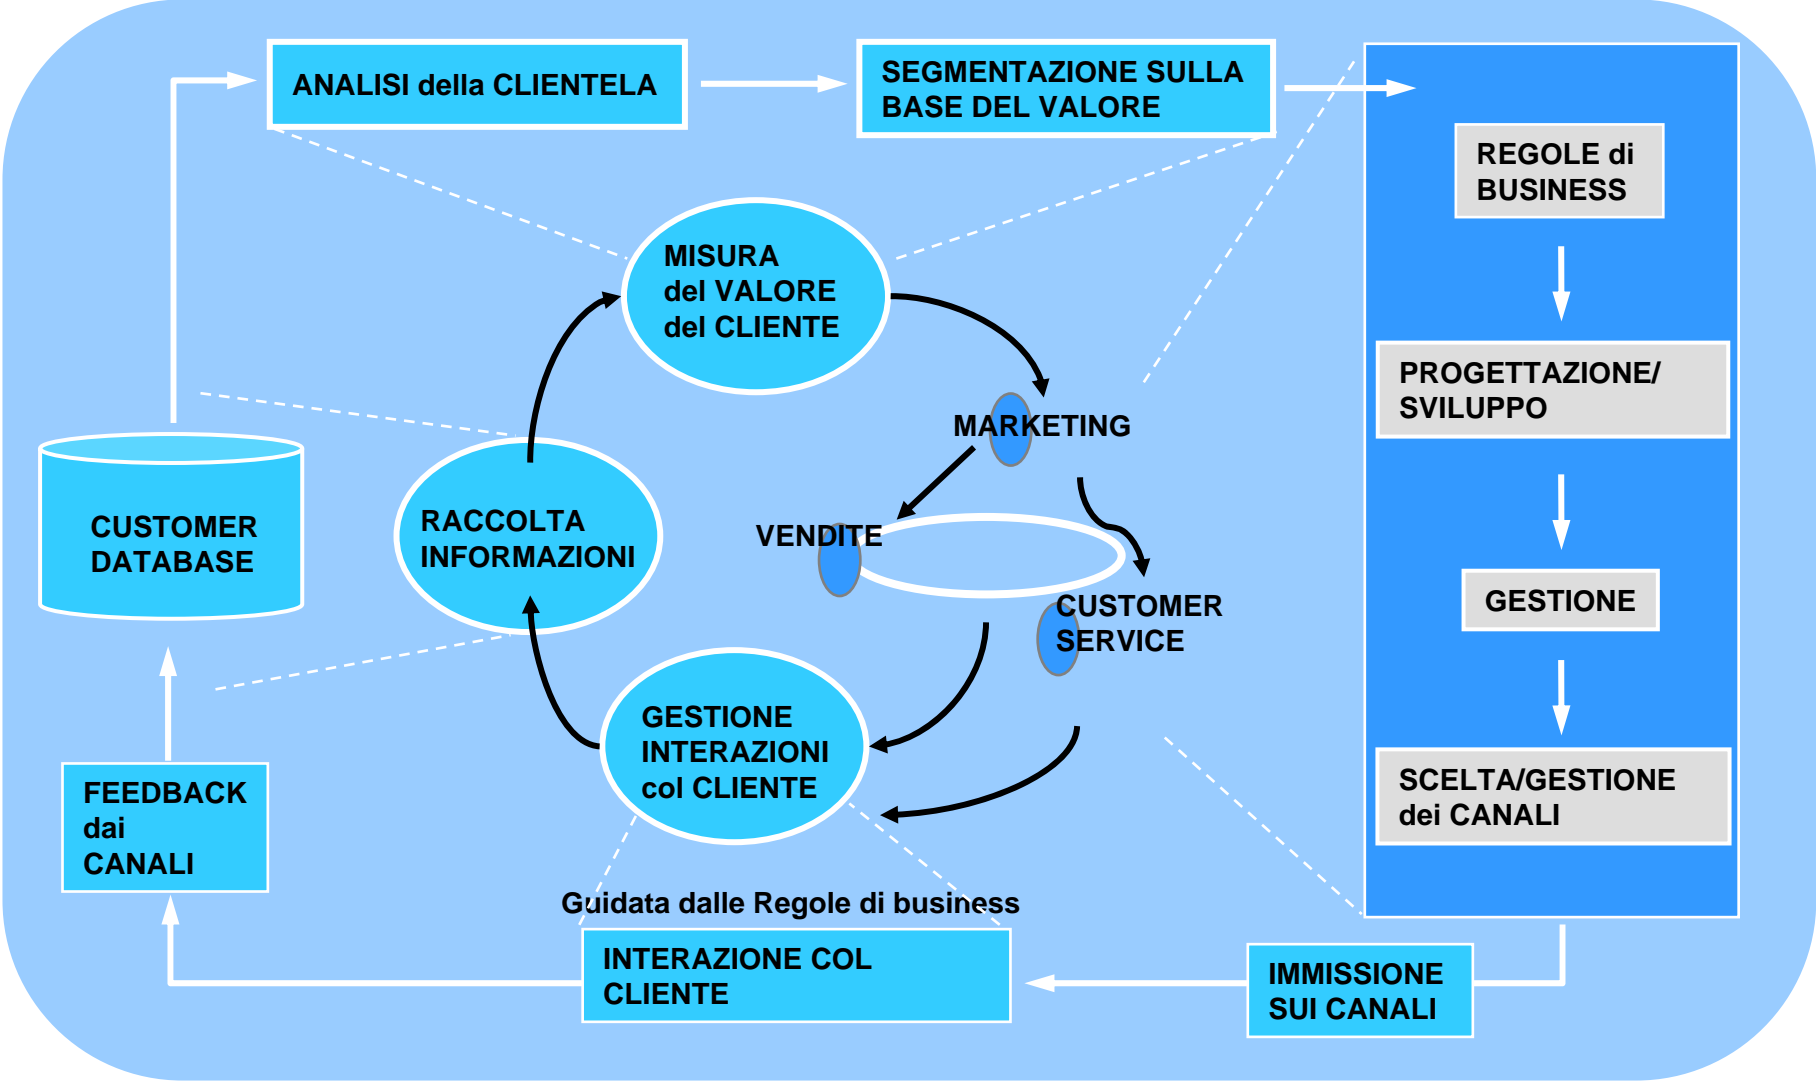 ANALISI della CLIENTELA
SEGMENTAZIONE SULLA
BASE DEL VALORE
REGOLE di
BUSINESS
MISURA
del VALORE
del CLIENTE
PROGETTAZIONE/
SVILUPPO
MARKETING
CUSTOMER
DATABASE
RACCOLTA
INFORMAZIONI
VENDITE
GESTIONE
CUSTOMER
SERVICE
GESTIONE
INTERAZIONI
col CLIENTE
SCELTA/GESTIONE
dei CANALI
FEEDBACK
dai
CANALI
Guidata dalle Regole di business
INTERAZIONE COL
CLIENTE
IMMISSIONE
SUI CANALI